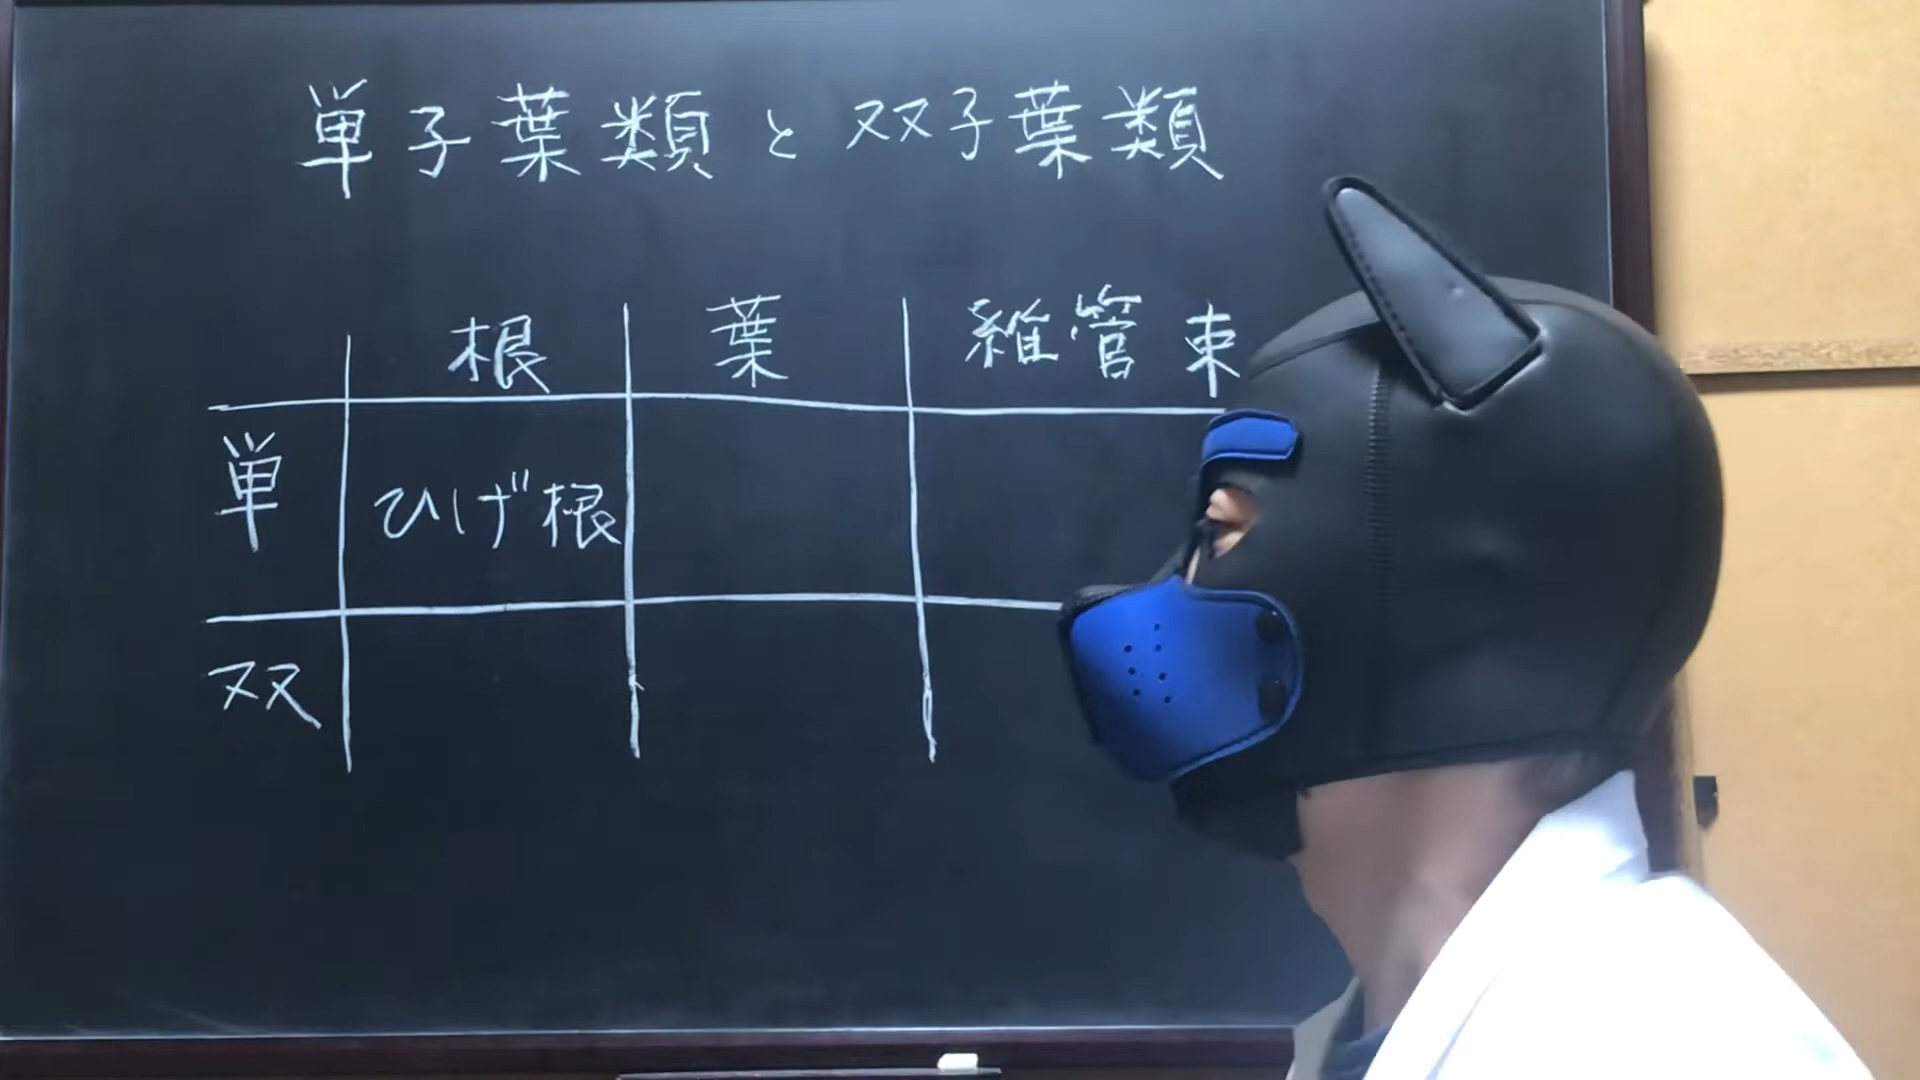 単子葉類と双子葉類
根 葉 維管束
単 ひげ根
双